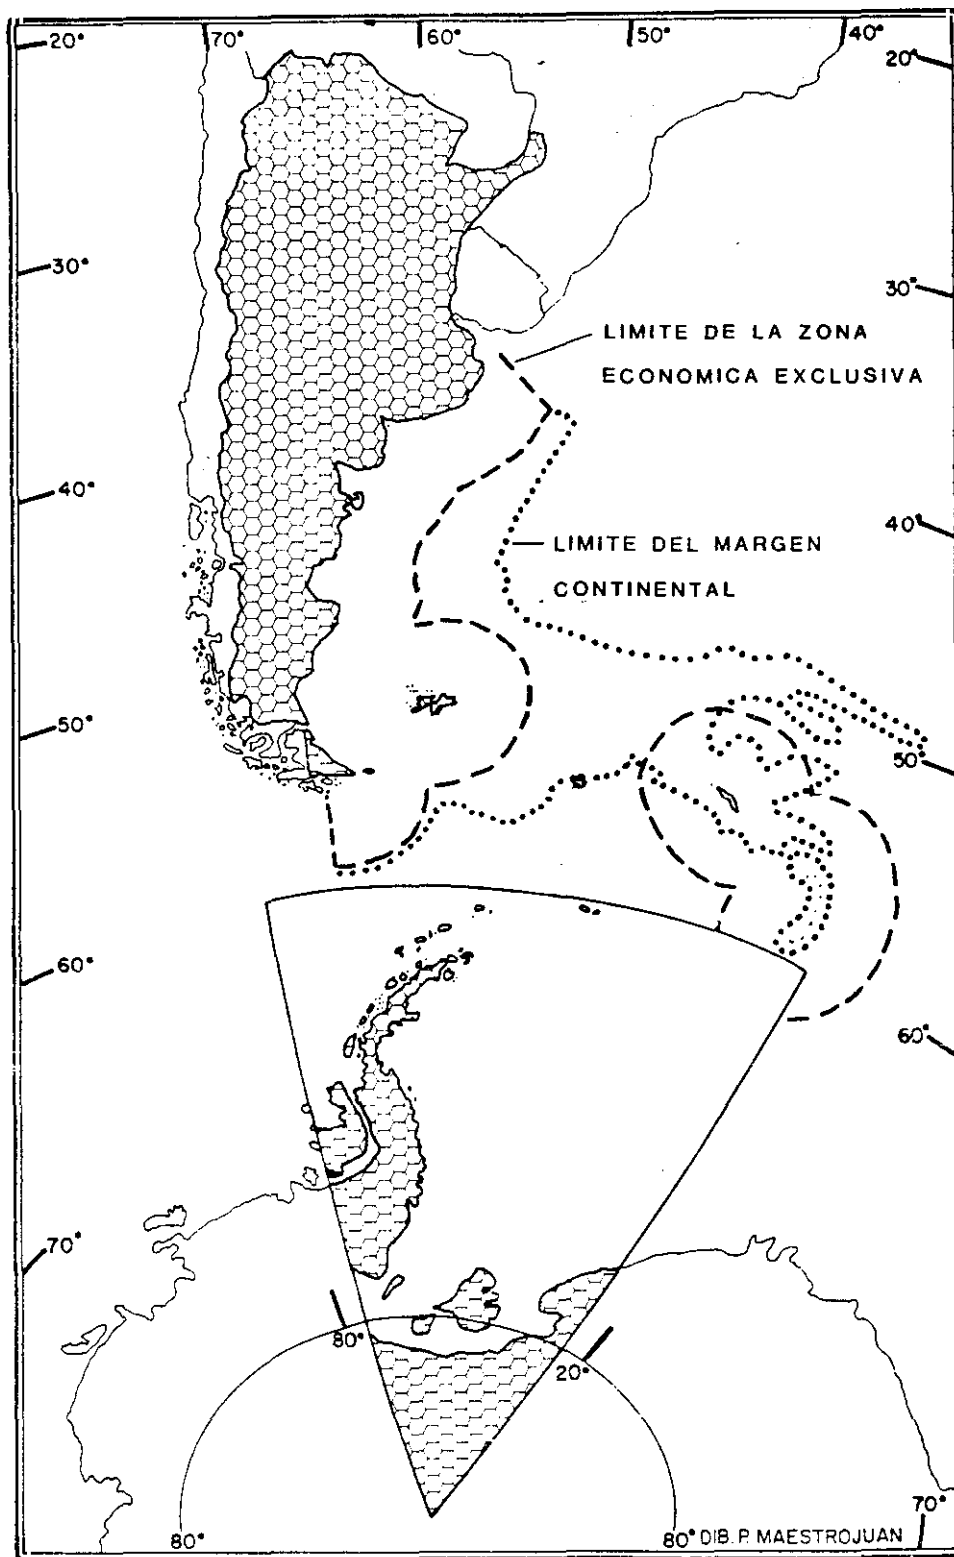 20° 70° 60° 50° 40°
20°
30° 30°
LIMITE DE LA ZONA
ECONOMICA EXCLUSIVA
40° 40°
LIMITE DEL MARGEN
CONTINENTAL
50° 50°
60° 60°
70°
80° 20°
80° 80° 70°
DIB. P. MAESTROJUAN